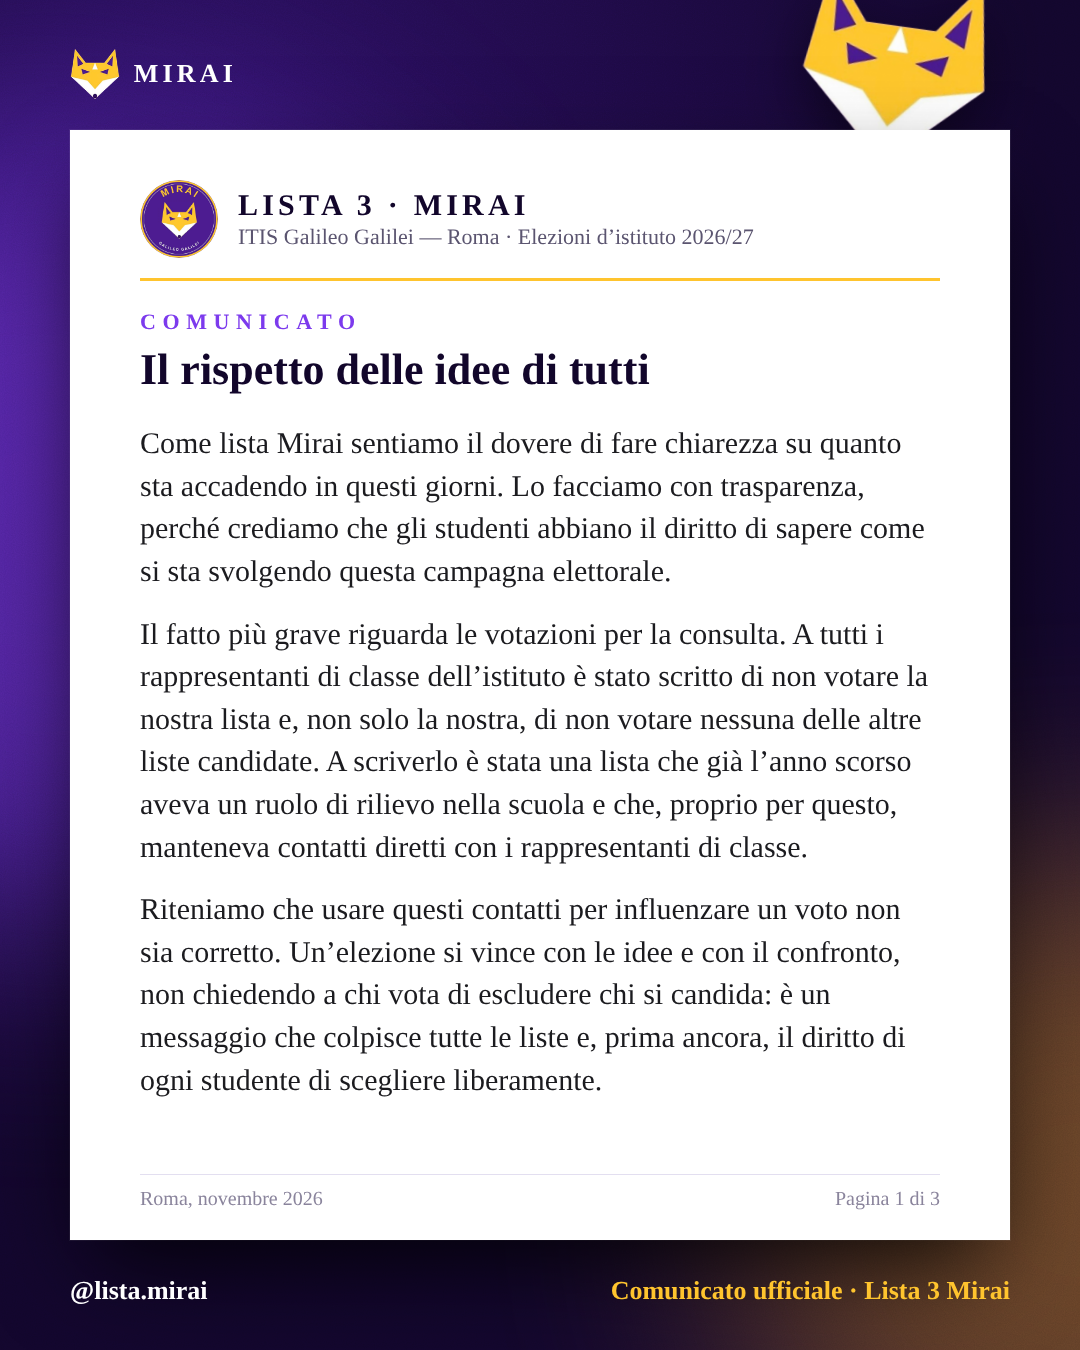 MIRAI
MIRAI
GALILEO GALILEI
LISTA 3 · MIRAI
ITIS Galileo Galilei — Roma · Elezioni d’istituto 2026/27
COMUNICATO
Il rispetto delle idee di tutti
Come lista Mirai sentiamo il dovere di fare chiarezza su quanto
sta accadendo in questi giorni. Lo facciamo con trasparenza,
perché crediamo che gli studenti abbiano il diritto di sapere come
si sta svolgendo questa campagna elettorale.
Il fatto più grave riguarda le votazioni per la consulta. A tutti i
rappresentanti di classe dell’istituto è stato scritto di non votare la
nostra lista e, non solo la nostra, di non votare nessuna delle altre
liste candidate. A scriverlo è stata una lista che già l’anno scorso
aveva un ruolo di rilievo nella scuola e che, proprio per questo,
manteneva contatti diretti con i rappresentanti di classe.
Riteniamo che usare questi contatti per influenzare un voto non
sia corretto. Un’elezione si vince con le idee e con il confronto,
non chiedendo a chi vota di escludere chi si candida: è un
messaggio che colpisce tutte le liste e, prima ancora, il diritto di
ogni studente di scegliere liberamente.
Roma, novembre 2026
Pagina 1 di 3
@lista.mirai
Comunicato ufficiale · Lista 3 Mirai